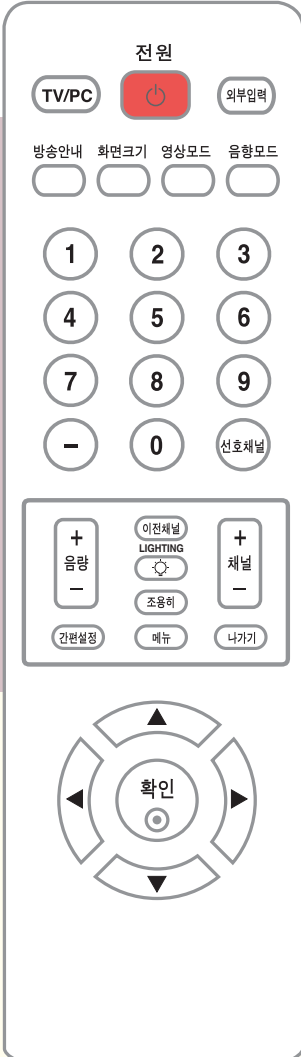 전원
TV/PC 외부입력
방송안내 화면크기 영상모드 음향모드
1 2 3
4 5 6
7 8 9
- 0 선호채널
이전채널
+ LIGHTING +
음량 채널
- 조용히 -
간편설정 메뉴 나가기
확인